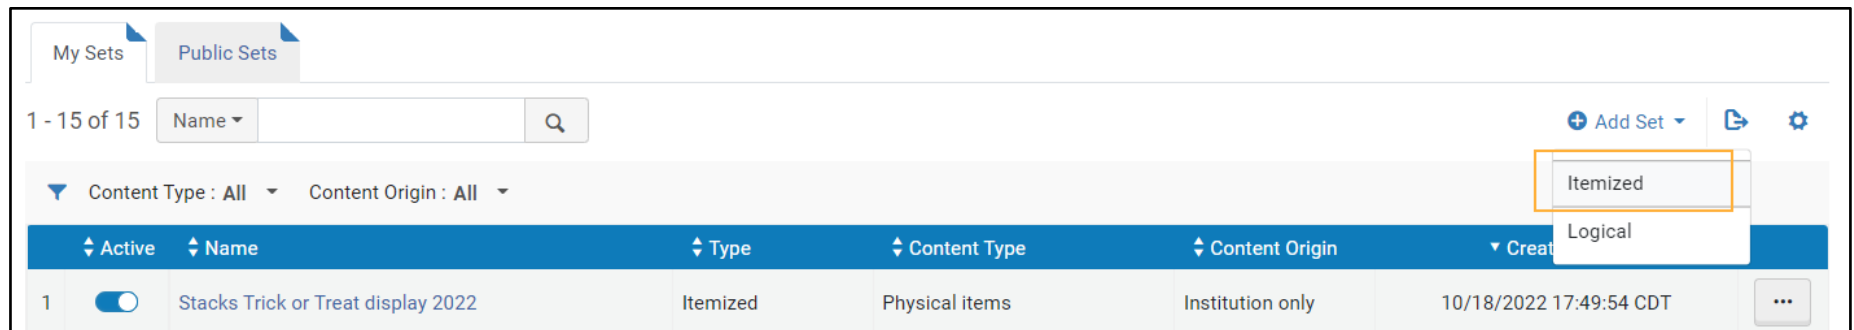 My Sets Public Sets
1 - 15 of 15 Name Add Set
Itemized
Content Type : All Content Origin : All
Logical
Active Name Type Content Type Content Origin Creat
1 Stacks Trick or Treat display 2022 Itemized Physical items Institution only 10/18/2022 17:49:54 CDT